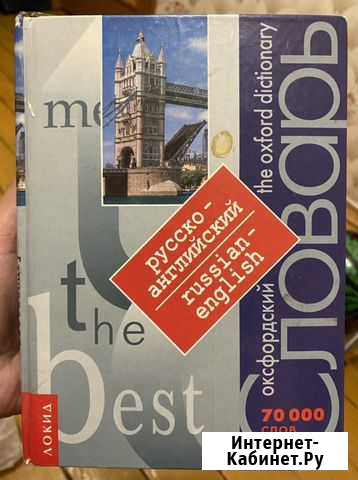 me
the
best
русско-
английский
russian-
english
оксфордский
the oxford dictionary
словарь
70 000
слов
ЛОКИД
Интернет-
Кабинет.Ру